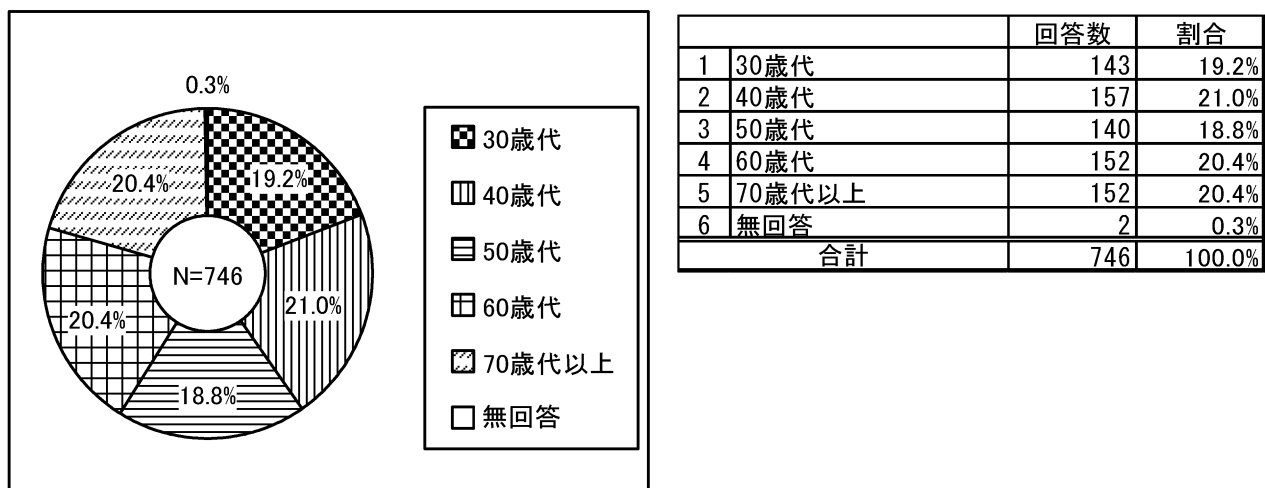 0.3%
19.2%
21.0%
18.8%
20.4%
20.4%
N=746
30歳代
40歳代
50歳代
60歳代
70歳代以上
無回答
回答数 割合
1 30歳代 143 19.2%
2 40歳代 157 21.0%
3 50歳代 140 18.8%
4 60歳代 152 20.4%
5 70歳代以上 152 20.4%
6 無回答 2 0.3%
合計 746 100.0%